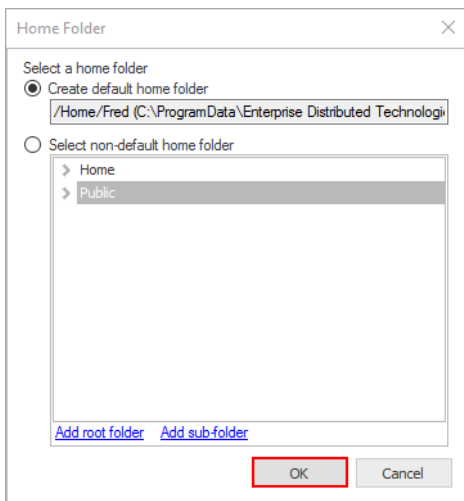 Home Folder
Select a home folder
Create default home folder
/Home/Fred (C:\ProgramData\Enterprise Distributed Technologi
Select non-default home folder
Home
Public
Add root folder Add sub-folder
OK Cancel